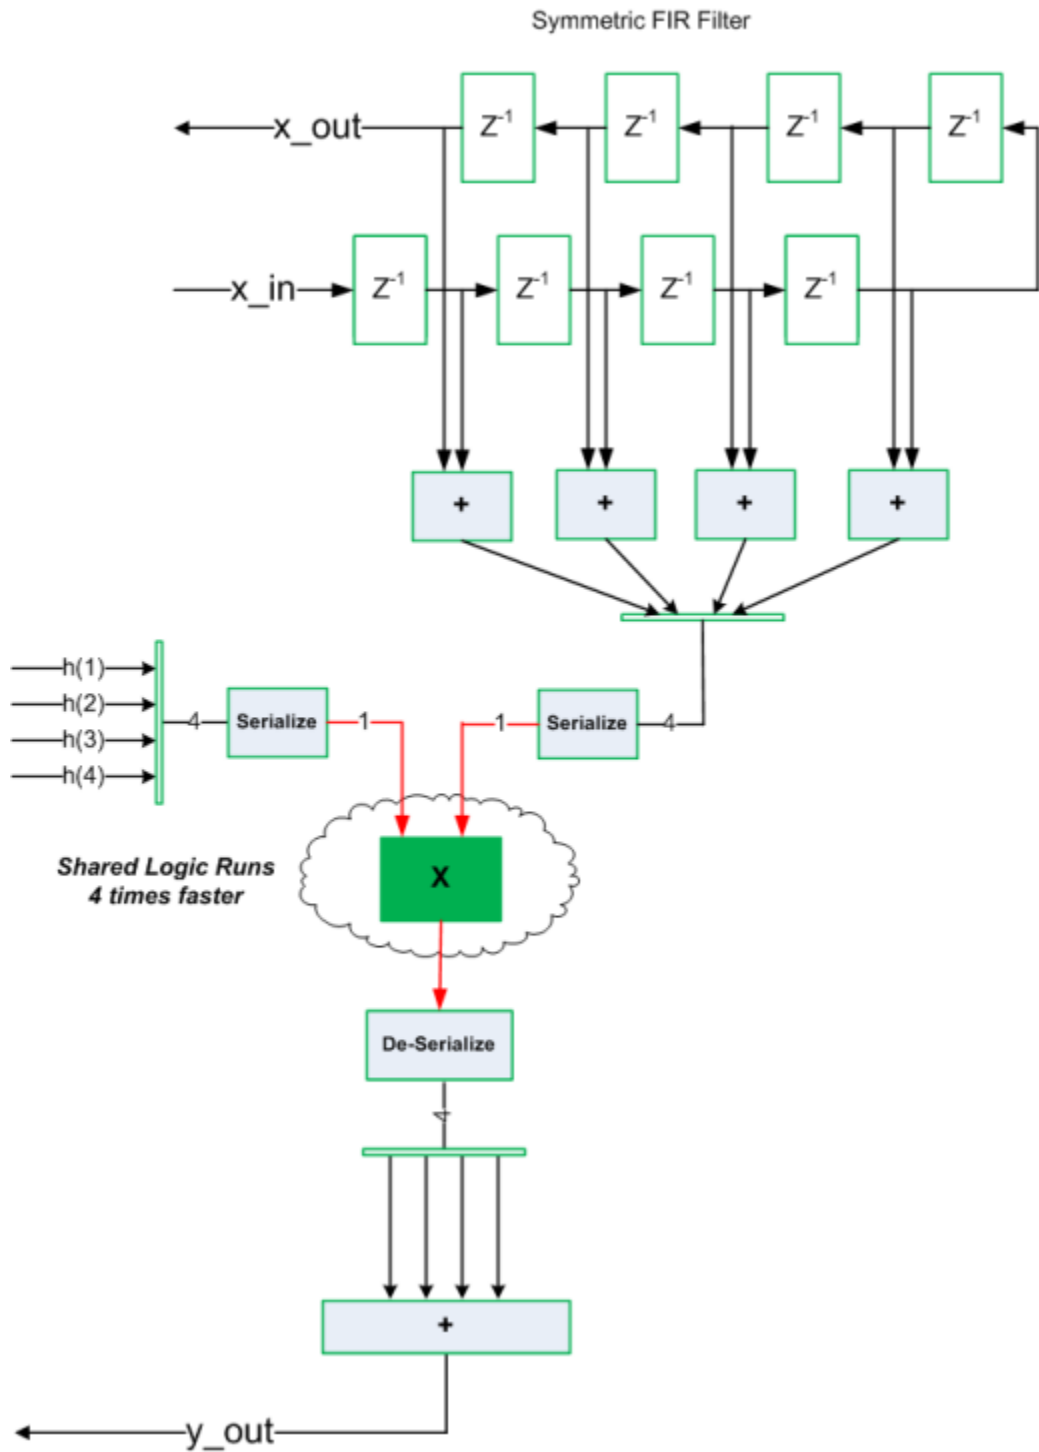 Symmetric FIR Filter
x_out Z⁻¹ Z⁻¹ Z⁻¹ Z⁻¹
x_in Z⁻¹ Z⁻¹ Z⁻¹ Z⁻¹
+ + + +
h(1)
h(2)
h(3)
h(4)
4 Serialize 1 1 Serialize 4
Shared Logic Runs
4 times faster
X
De-Serialize
4
+
y_out